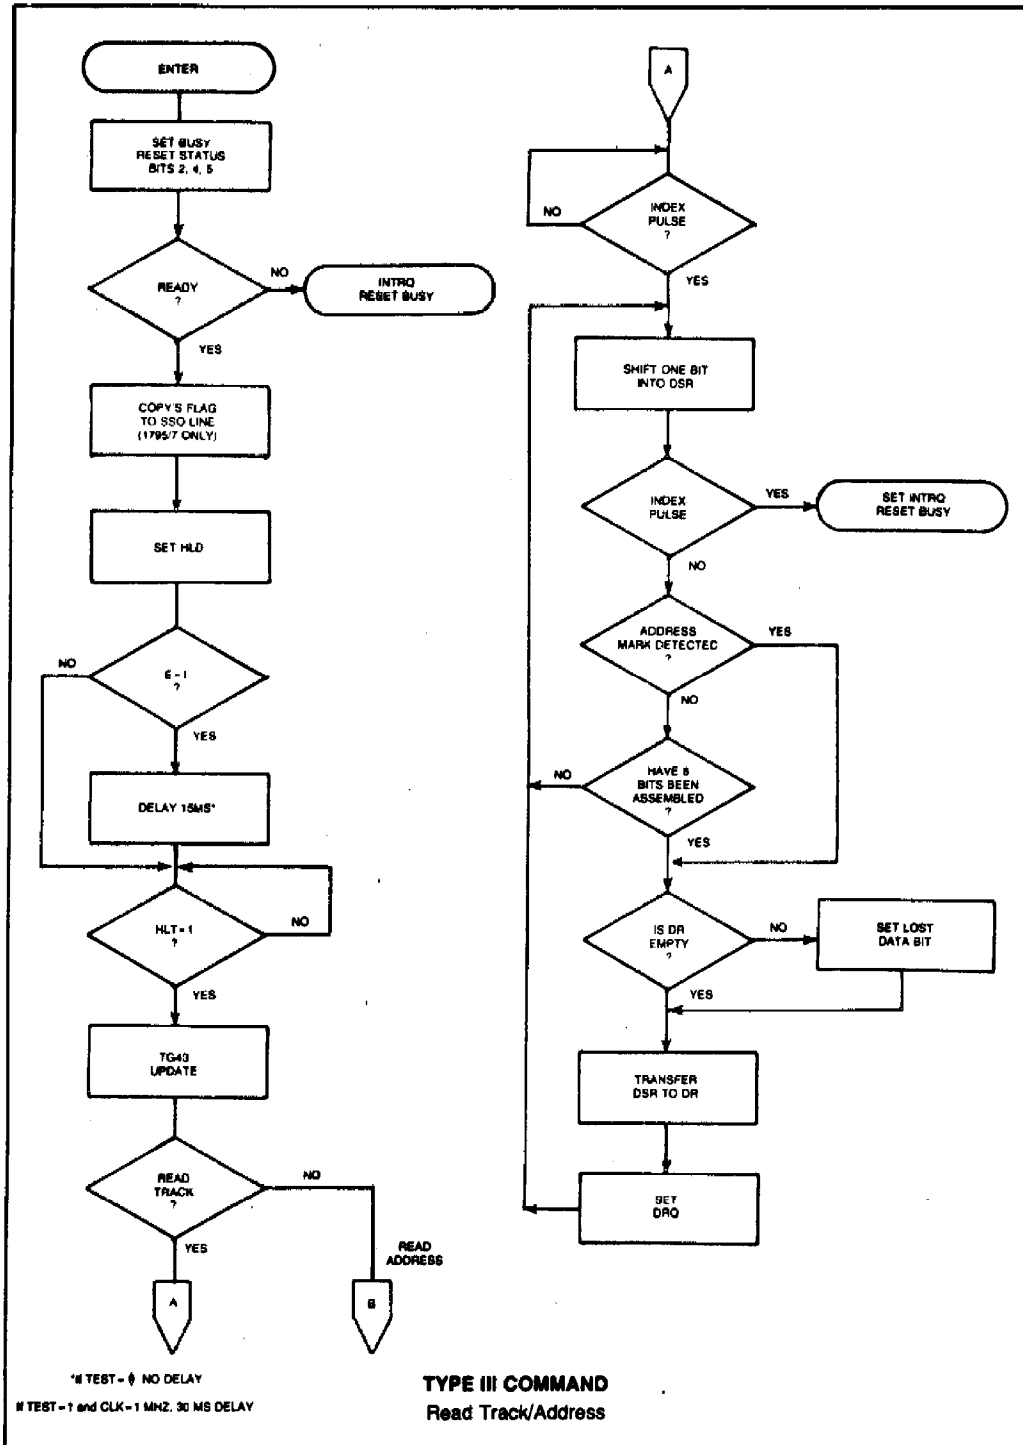 ENTER
SET BUSY
RESET STATUS
BITS 2, 4, 5
READY
?
NO
INTRQ
RESET BUSY
YES
COPY'S FLAG
TO SSO LINE
(1795/7 ONLY)
SET HLD
E = 1
?
NO
YES
DELAY 15MS*
HLT = 1
?
NO
YES
TG43
UPDATE
READ
TRACK
?
NO
YES
READ
ADDRESS
A
B
*If TEST = ϕ NO DELAY
If TEST = 1 and CLK = 1 MHZ, 30 MS DELAY
A
INDEX
PULSE
?
NO
YES
SHIFT ONE BIT
INTO DSR
INDEX
PULSE
YES
SET INTRQ
RESET BUSY
NO
ADDRESS
MARK DETECTED
?
YES
NO
HAVE 8
BITS BEEN
ASSEMBLED
?
NO
YES
IS DR
EMPTY
?
NO
SET LOST
DATA BIT
YES
TRANSFER
DSR TO DR
SET
DRQ
TYPE III COMMAND
Read Track/Address